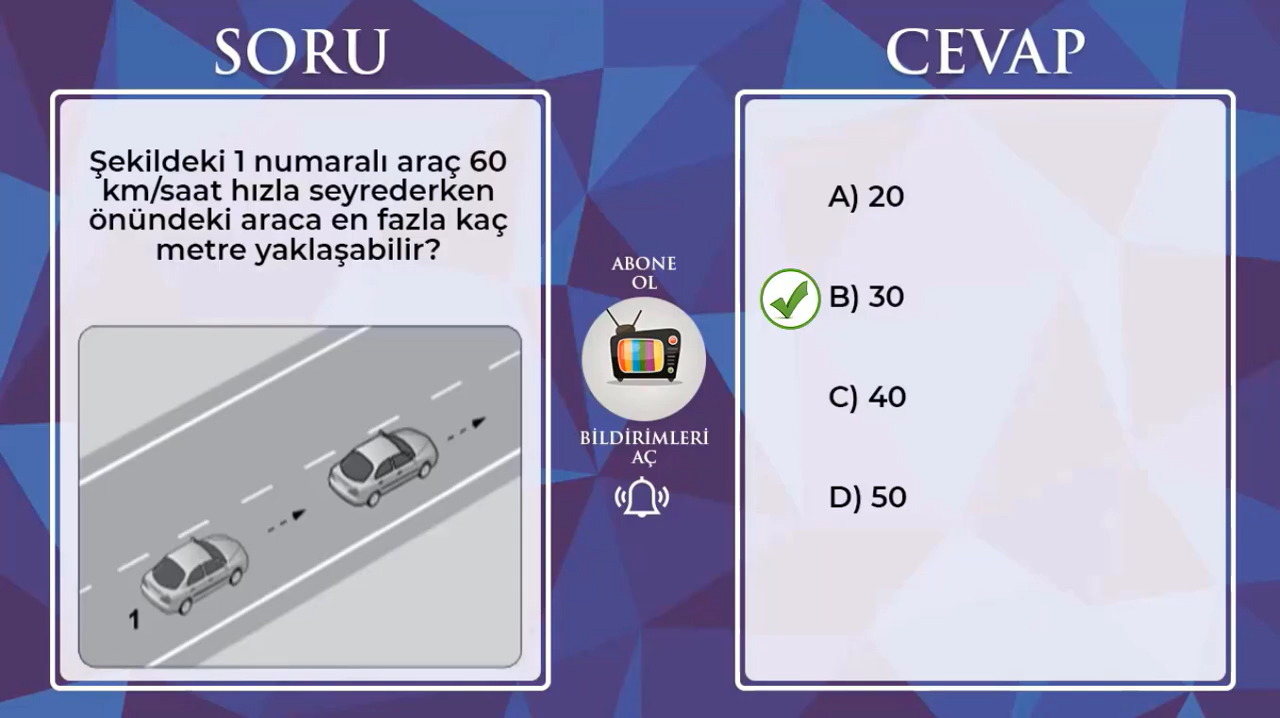 SORU
Şekildeki 1 numaralı araç 60
km/saat hızla seyrederken
önündeki araca en fazla kaç
metre yaklaşabilir?
1
ABONE
OL
BİLDİRİMLERİ
AÇ
CEVAP
A) 20
B) 30
C) 40
D) 50